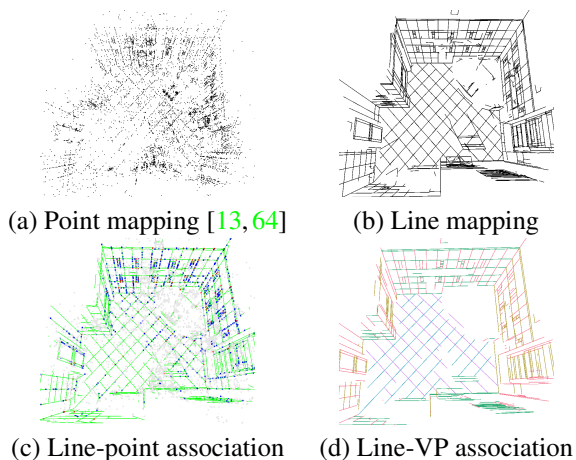 (a) Point mapping [13, 64]
(b) Line mapping
(c) Line-point association
(d) Line-VP association